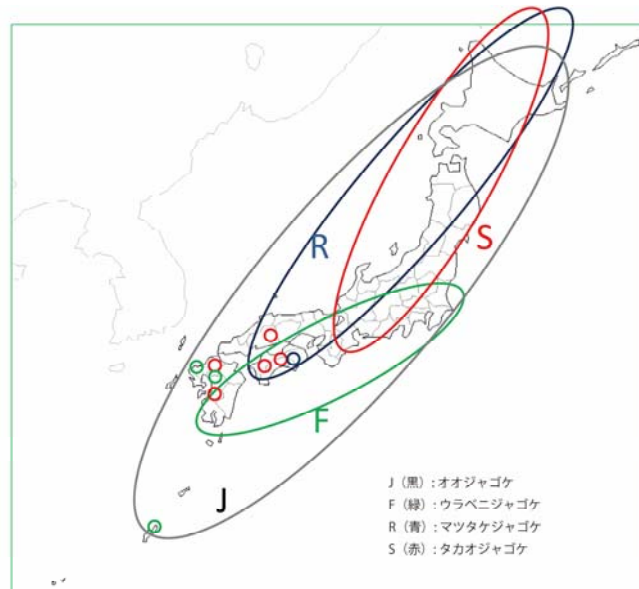 R
S
F
J
J（黒）: オオジャゴケ
F（緑）: ウラベニジャゴケ
R（青）: マツタケジャゴケ
S（赤）: タカオジャゴケ